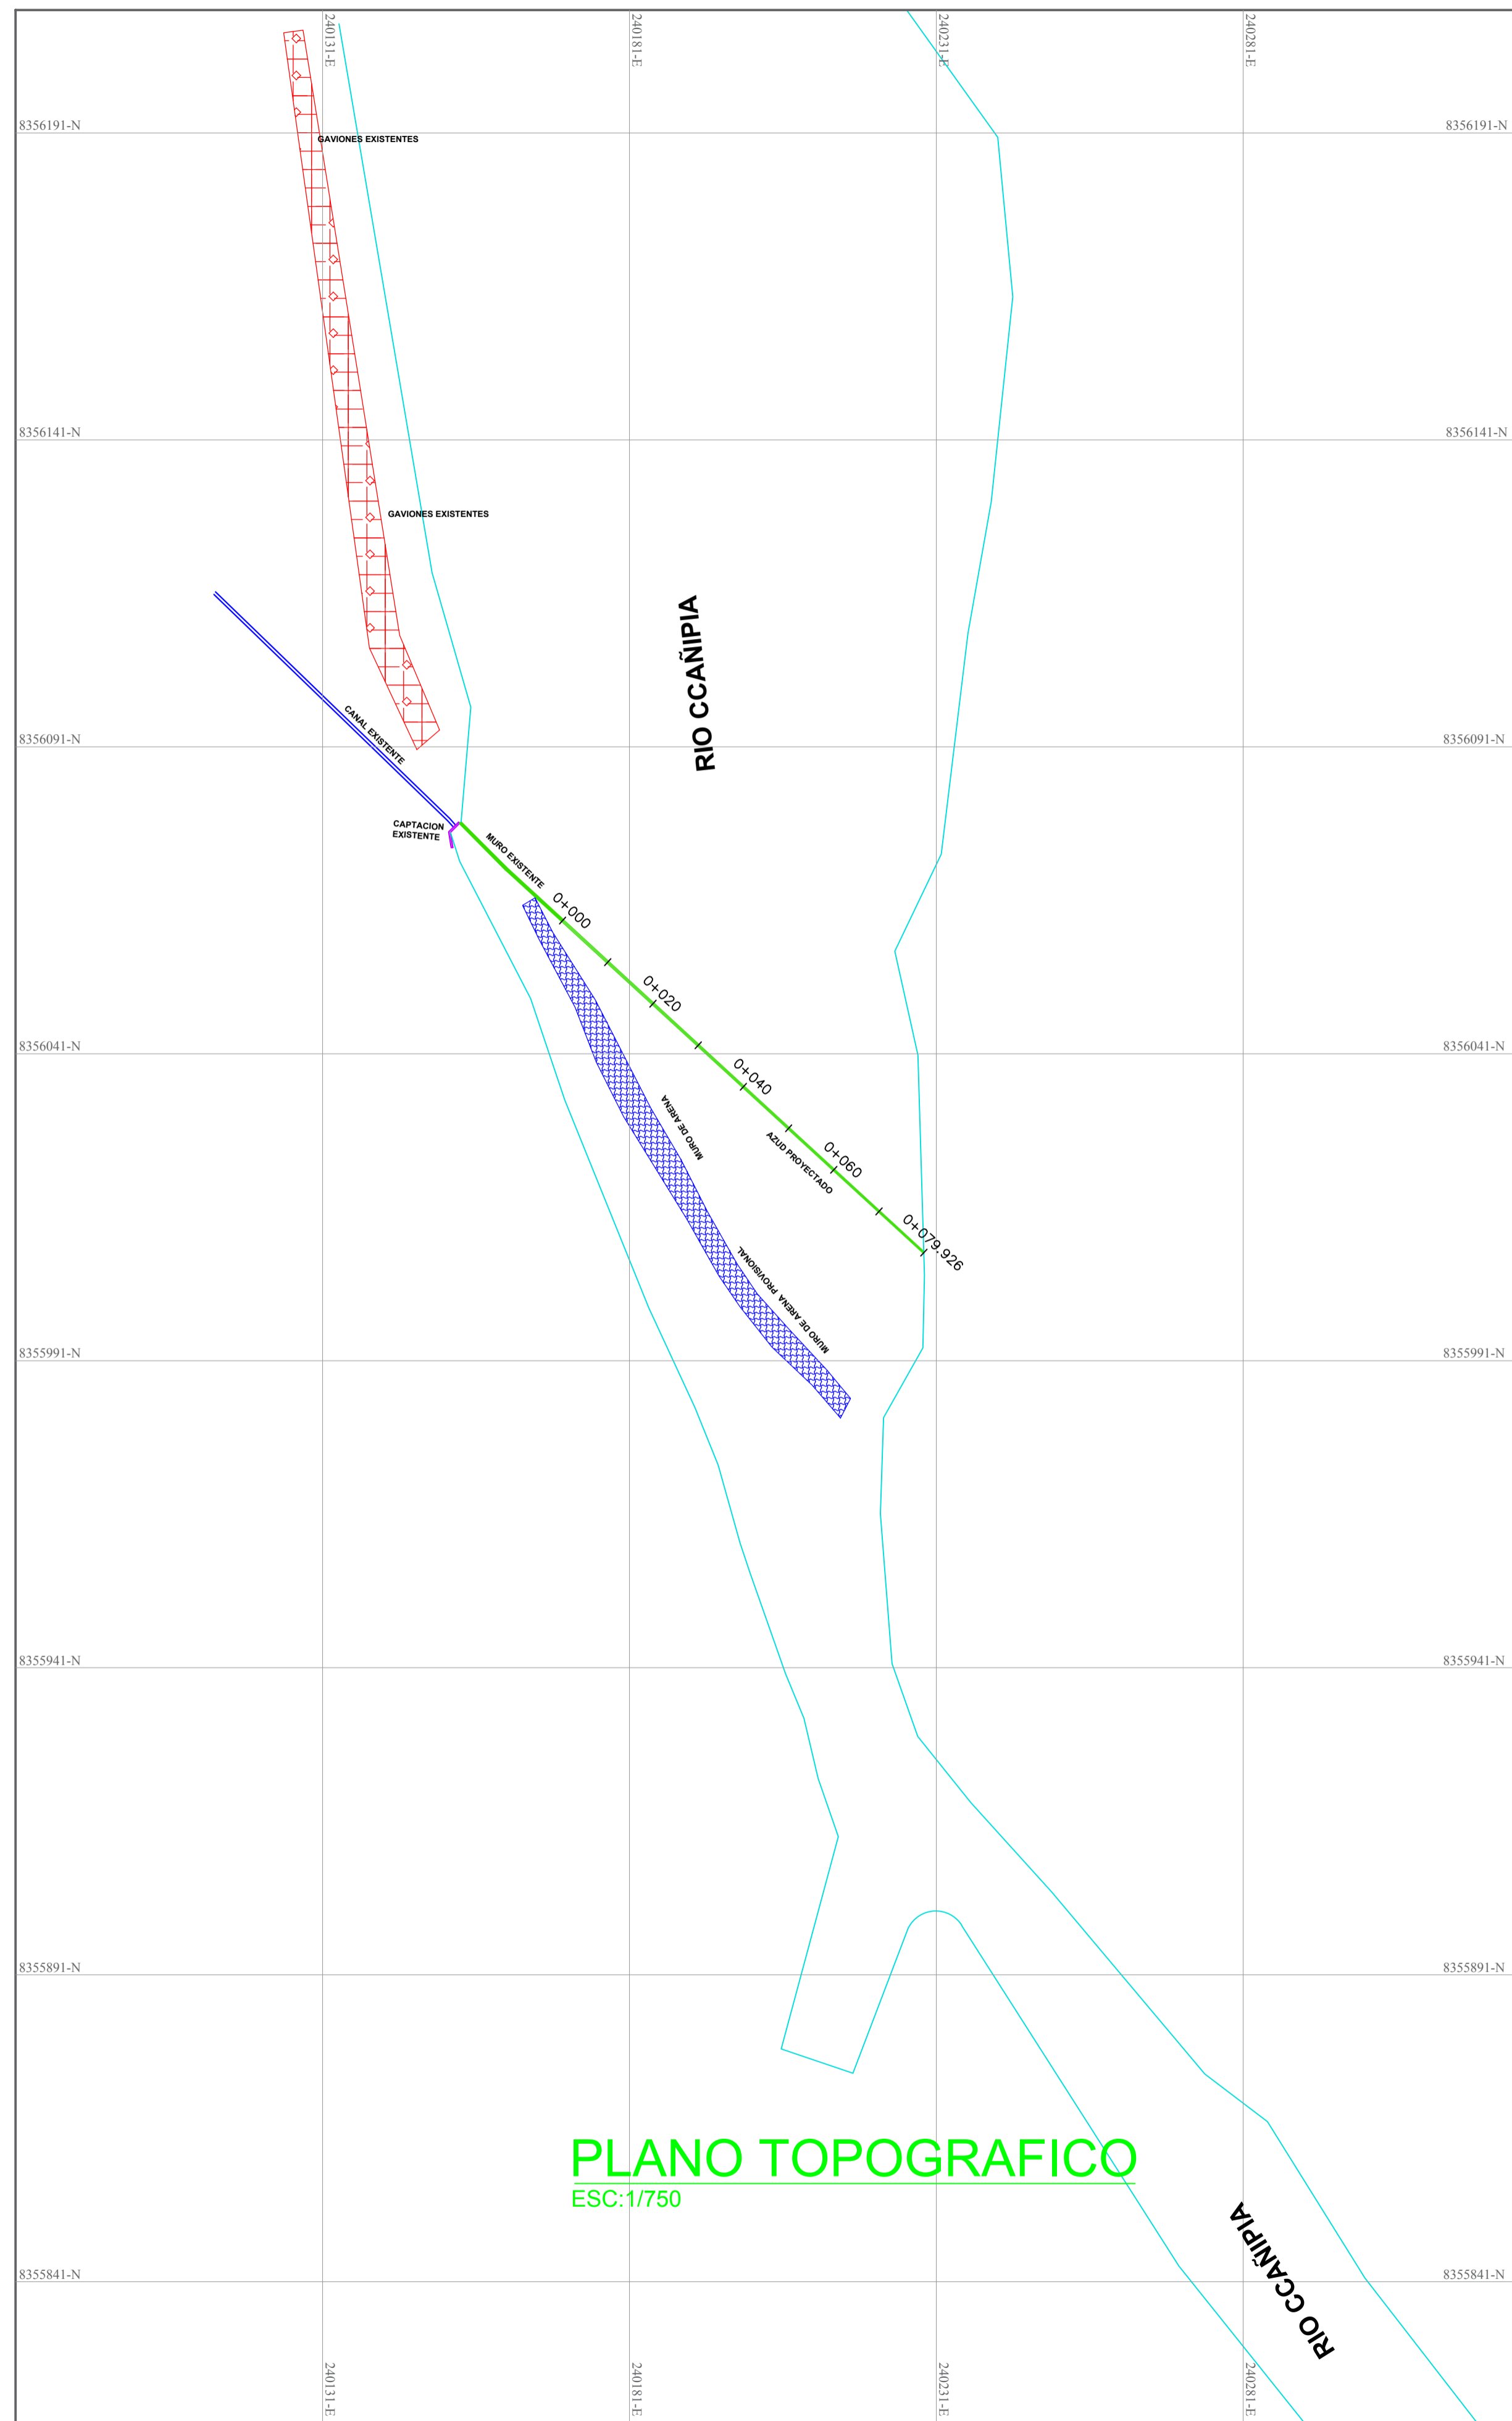 240131-E
240181-E
240231-E
240281-E
8356191-N
8356191-N
GAVIONES EXISTENTES
8356141-N
8356141-N
GAVIONES EXISTENTES
RIO CCAÑIPIA
CANAL EXISTENTE
8356091-N
8356091-N
CAPTACION
EXISTENTE
MURO EXISTENTE
0+000
0+020
8356041-N
8356041-N
0+040
MURO DE ARENA
AZUD PROYECTADO
0+060
0+079.926
MURO DE ARENA PROVISIONAL
8355991-N
8355991-N
8355941-N
8355941-N
8355891-N
8355891-N
PLANO TOPOGRAFICO
ESC:1/750
RIO CCAÑIPIA
8355841-N
8355841-N
240131-E
240181-E
240231-E
240281-E